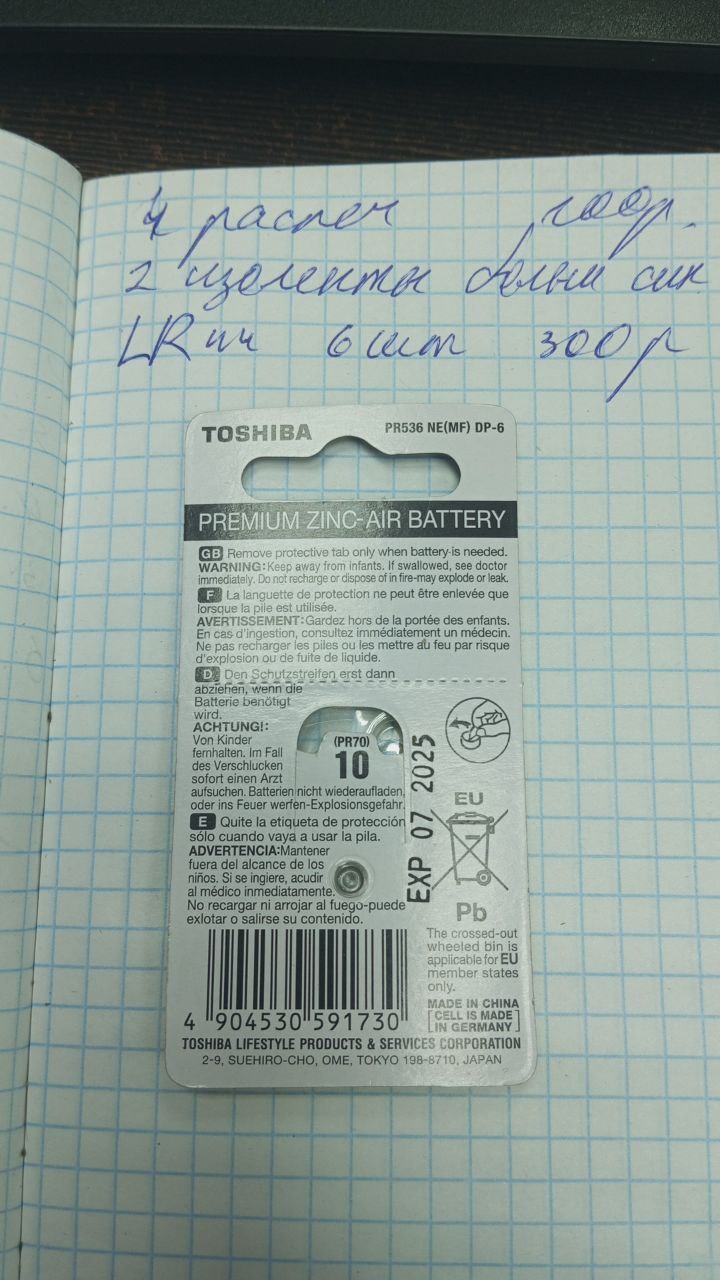 4 распеч 100р.
2 изоленты больш син
LR 6 шт 300р
TOSHIBA PR536 NE(MF) DP-6
PREMIUM ZINC-AIR BATTERY
GB Remove protective tab only when battery is needed.
WARNING: Keep away from infants. If swallowed, see doctor
immediately. Do not recharge or dispose of in fire-may explode or leak.
F La languette de protection ne peut être enlevée que
lorsque la pile est utilisée.
AVERTISSEMENT: Gardez hors de la portée des enfants.
En cas d'ingestion, consultez immédiatement un médecin.
Ne pas recharger les piles ou les mettre au feu par risque
d'explosion ou de fuite de liquide.
D Den Schutzstreifen erst dann
abziehen, wenn die
Batterie benötigt
wird.
ACHTUNG!:
Von Kinder
fernhalten. Im Fall
des Verschlucken
sofort einen Arzt
aufsuchen. Batterien nicht wiederaufladen,
oder ins Feuer werfen-Explosionsgefahr.
(PR70)
10
E Quite la etiqueta de protección
sólo cuando vaya a usar la pila.
ADVERTENCIA: Mantener
fuera del alcance de los
niños. Si se ingiere, acudir
al médico inmediatamente.
No recargar ni arrojar al fuego-puede
explotar o salirse su contenido.
EXP 07 2025
EU
Pb
The crossed-out
wheeled bin is
applicable for EU
member states
only.
MADE IN CHINA
[CELL IS MADE
IN GERMANY]
4 904530 591730
TOSHIBA LIFESTYLE PRODUCTS & SERVICES CORPORATION
2-9, SUEHIRO-CHO, OME, TOKYO 198-8710, JAPAN